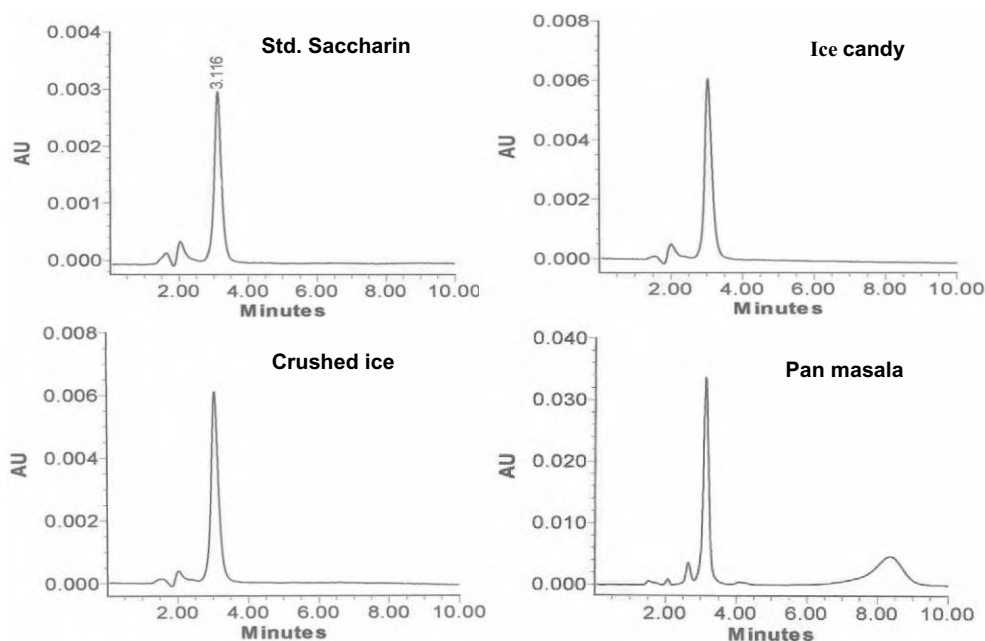 Std. Saccharin
0.004
0.003
0.002
0.001
0.000
AU
3.116
2.00 4.00 6.00 8.00 10.00
Minutes
Ice candy
0.008
0.006
0.004
0.002
0.000
AU
2.00 4.00 6.00 8.00 10.00
Minutes
Crushed ice
0.008
0.006
0.004
0.002
0.000
AU
2.00 4.00 6.00 8.00 10.00
Minutes
Pan masala
0.040
0.030
0.020
0.010
0.000
AU
2.00 4.00 6.00 8.00 10.00
Minutes